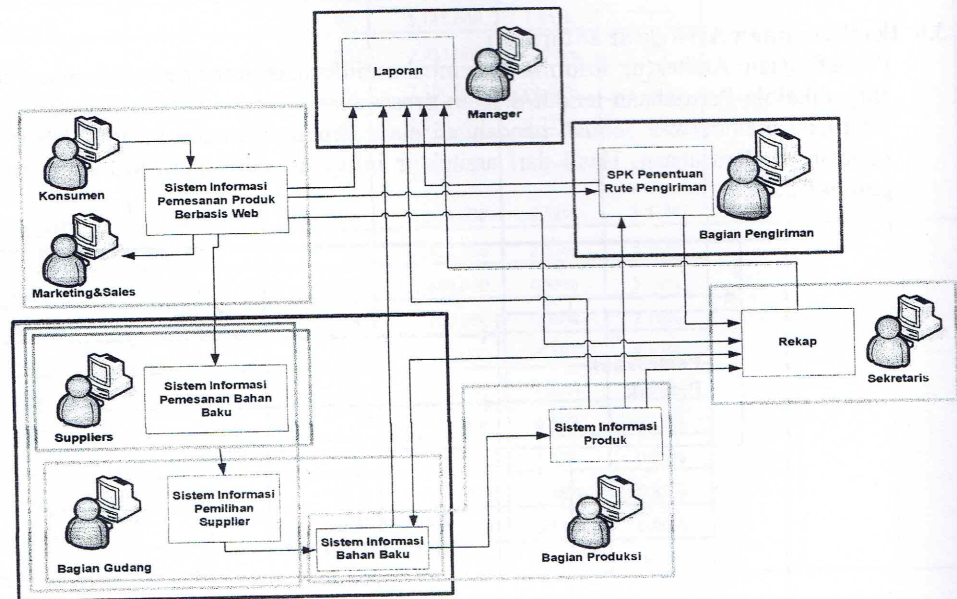 Laporan
Manager
Konsumen
Sistem Informasi
Pemesanan Produk
Berbasis Web
Marketing&Sales
SPK Penentuan
Rute Pengiriman
Bagian Pengiriman
Rekap
Sekretaris
Suppliers
Sistem Informasi
Pemesanan Bahan
Baku
Sistem Informasi
Pemilihan
Supplier
Bagian Gudang
Sistem Informasi
Bahan Baku
Sistem Informasi
Produk
Bagian Produksi